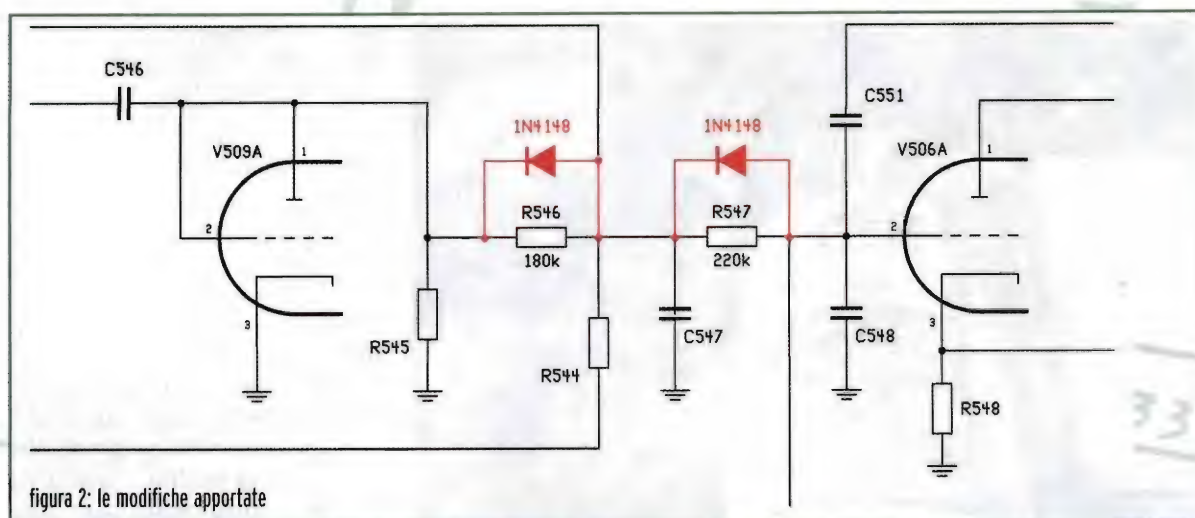 C546
V509A
1
2
3
R545
1N4148
R546
180k
R544
1N4148
R547
220k
C547
C551
V506A
1
2
3
C548
R548
33
figura 2: le modifiche apportate